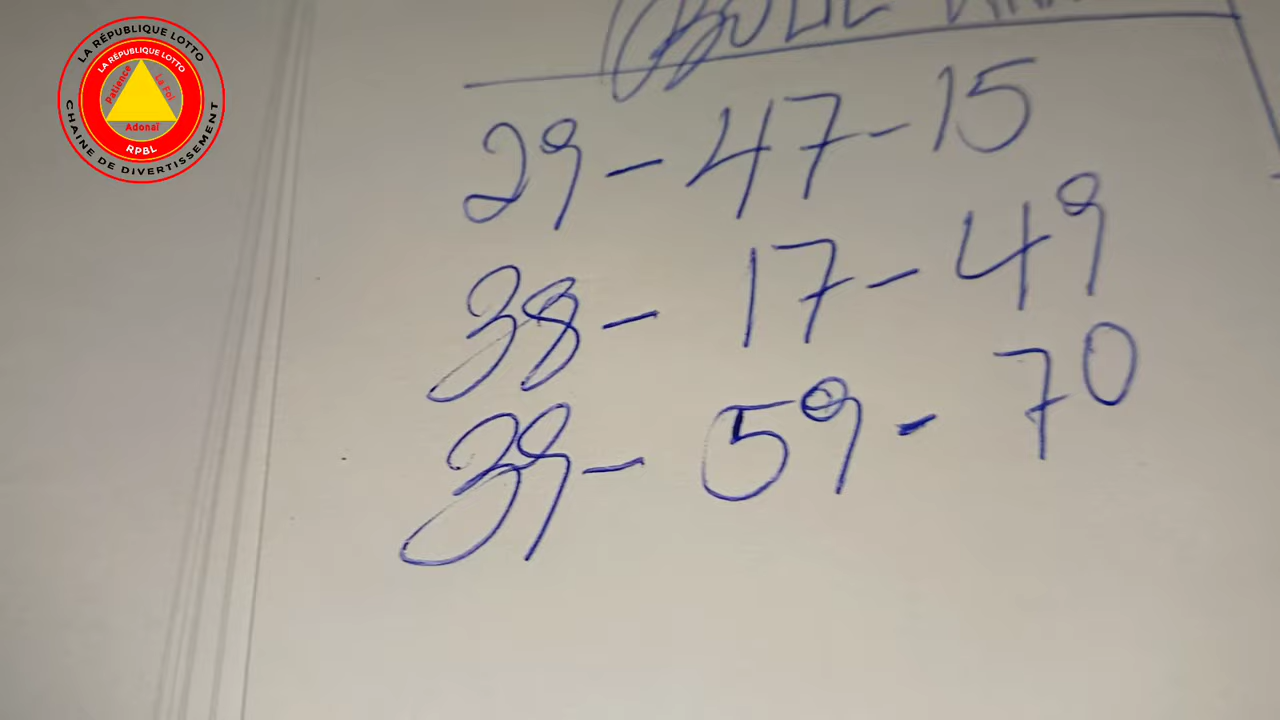 LA RÉPUBLIQUE LOTTO
LA RÉPUBLIQUE LOTTO
Patience
La Foi
Adonaï
RPBL
CHAINE DE DIVERTISSEMENT
29 - 47 - 15
38 - 17 - 49
39 - 59 - 70